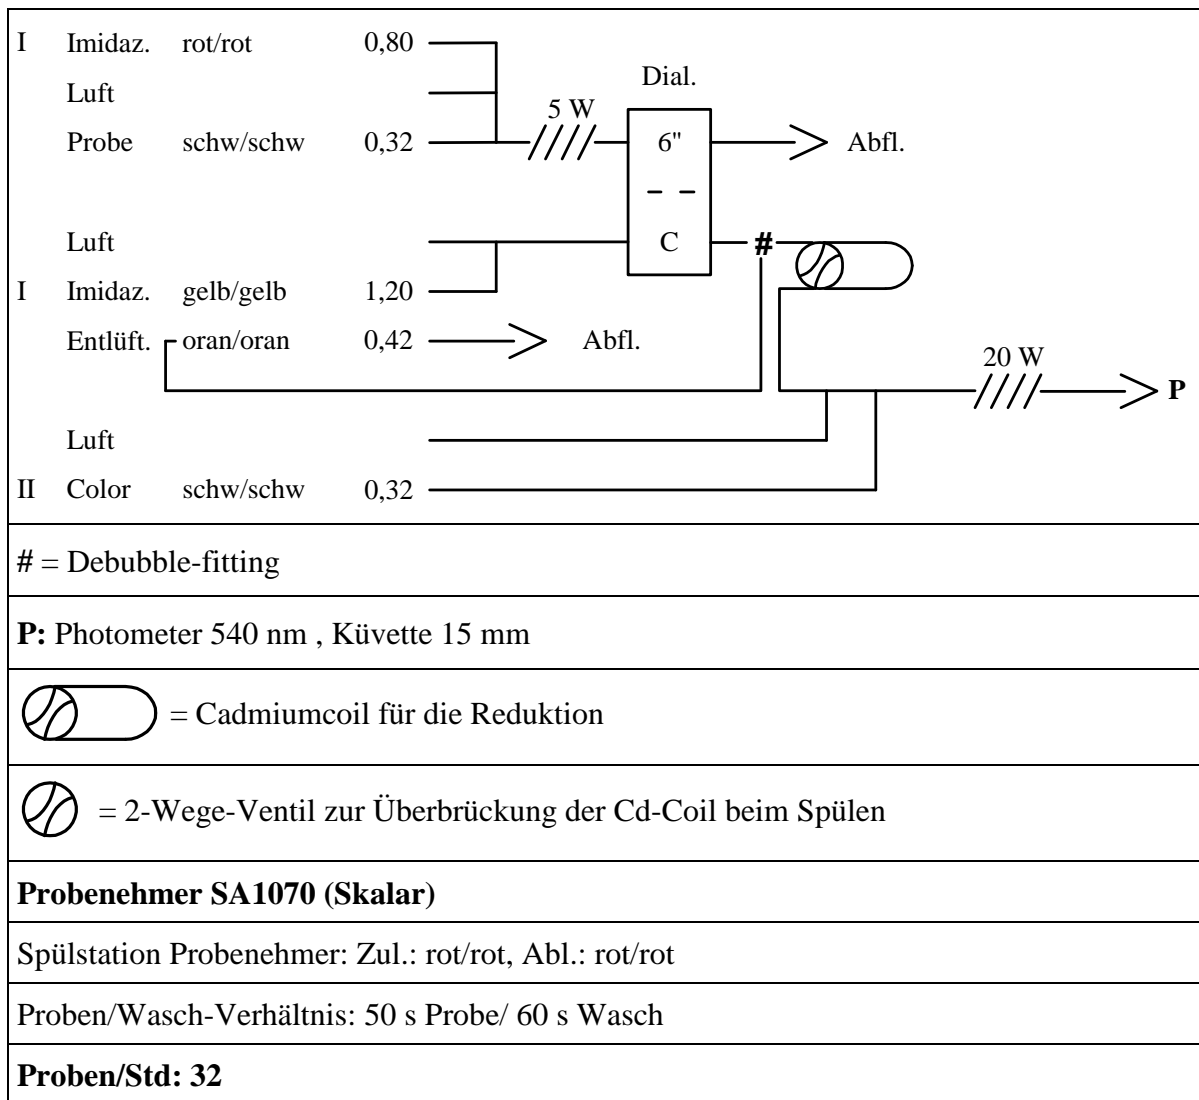 I Imidaz. rot/rot 0,80
Dial.
Luft
5 W
Probe schw/schw 0,32 6" Abfl.
Luft C #
I Imidaz. gelb/gelb 1,20
Entlüft. oran/oran 0,42 Abfl.
20 W
P
Luft
II Color schw/schw 0,32
# = Debubble-fitting
P: Photometer 540 nm , Küvette 15 mm
= Cadmiumcoil für die Reduktion
= 2-Wege-Ventil zur Überbrückung der Cd-Coil beim Spülen
Probenehmer SA1070 (Skalar)
Spülstation Probenehmer: Zul.: rot/rot, Abl.: rot/rot
Proben/Wasch-Verhältnis: 50 s Probe/ 60 s Wasch
Proben/Std: 32